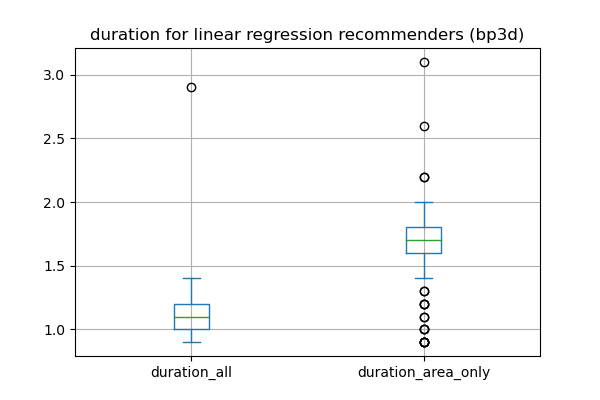 duration for linear regression recommenders (bp3d)
3.0
2.5
2.0
1.5
1.0
duration_all
duration_area_only